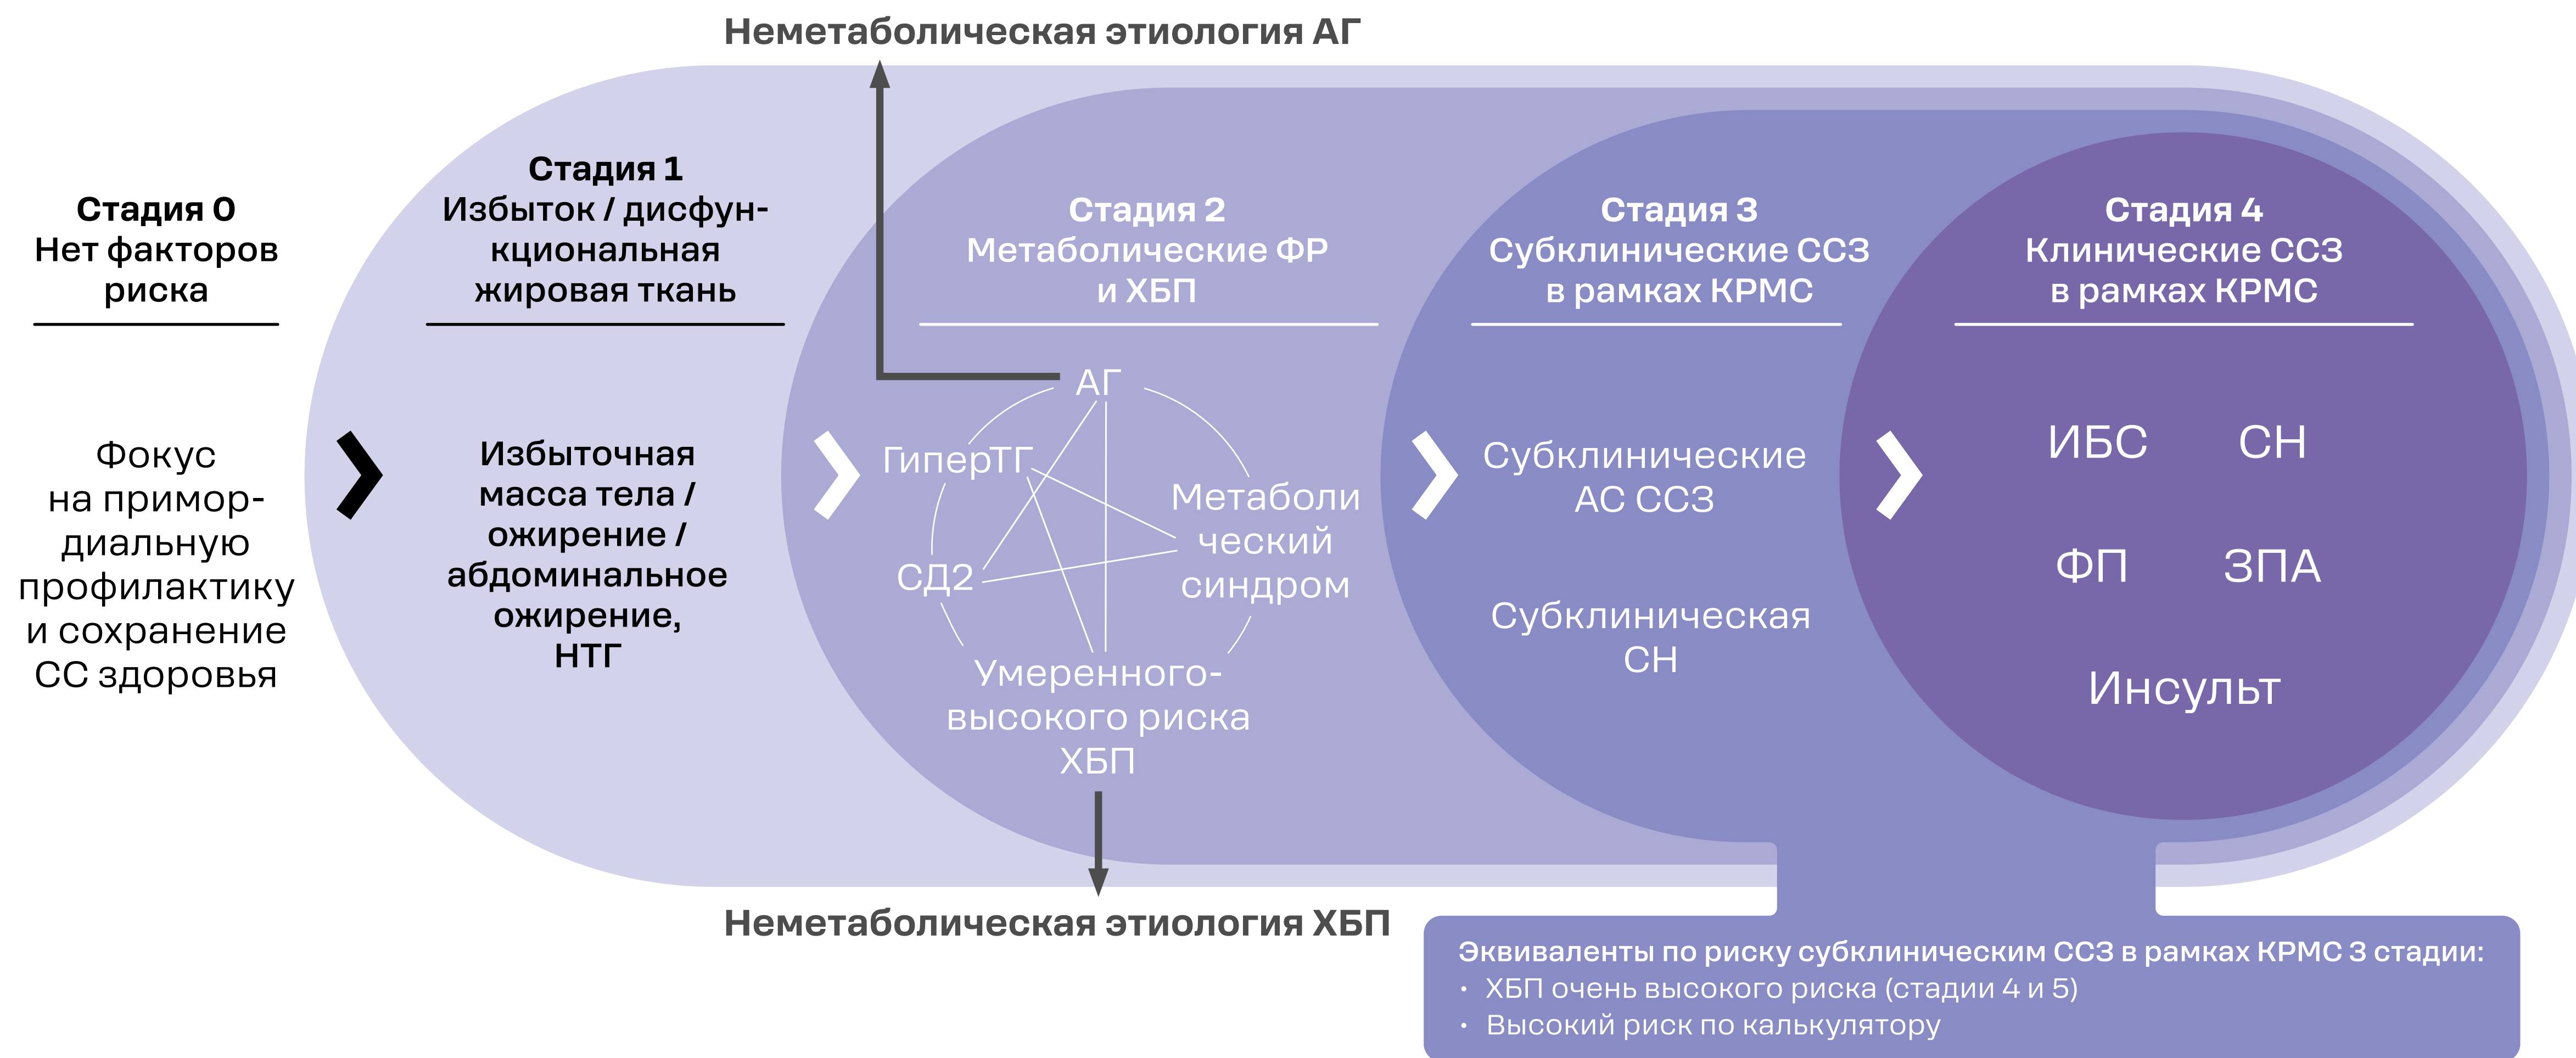 Неметаболическая этиология АГ
Стадия 0
Нет факторов
риска
Фокус
на примор-
диальную
профилактику
и сохранение
СС здоровья
Стадия 1
Избыток / дисфун-
кциональная
жировая ткань
Избыточная
масса тела /
ожирение /
абдоминальное
ожирение,
НТГ
Стадия 2
Метаболические ФР
и ХБП
АГ
ГиперТГ
Метаболи
ческий
синдром
СД2
Умеренного-
высокого риска
ХБП
Стадия 3
Субклинические ССЗ
в рамках КРМС
Субклинические
АС ССЗ
Субклиническая
СН
Стадия 4
Клинические ССЗ
в рамках КРМС
ИБС СН
ФП ЗПА
Инсульт
Неметаболическая этиология ХБП
Эквиваленты по риску субклиническим ССЗ в рамках КРМС 3 стадии:
• ХБП очень высокого риска (стадии 4 и 5)
• Высокий риск по калькулятору